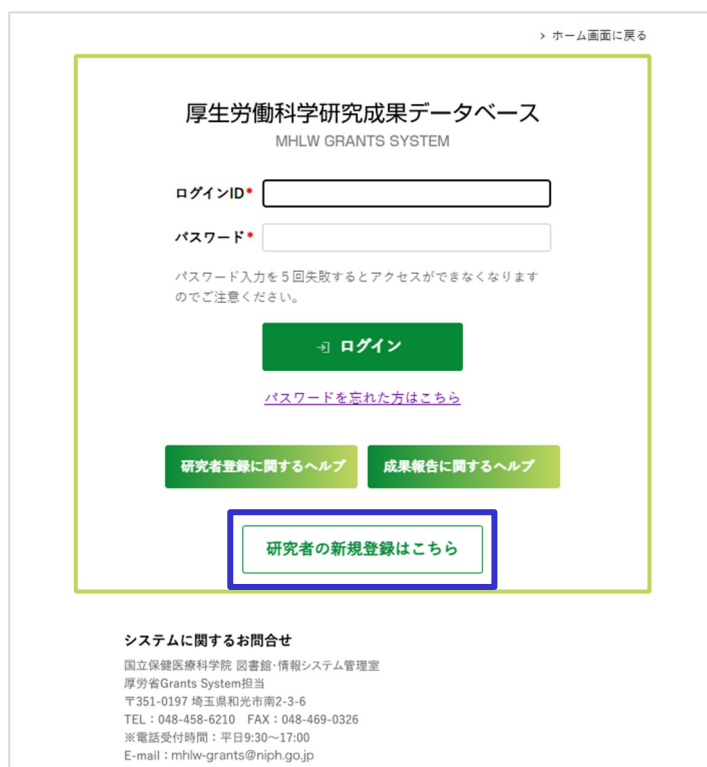 › ホーム画面に戻る
厚生労働科学研究成果データベース
MHLW GRANTS SYSTEM
ログインID*
パスワード*
パスワード入力を5回失敗するとアクセスができなくなります
のでご注意ください。
ログイン
パスワードを忘れた方はこちら
研究者登録に関するヘルプ 成果報告に関するヘルプ
研究者の新規登録はこちら
システムに関するお問合せ
国立保健医療科学院 図書館・情報システム管理室
厚労省Grants System担当
〒351-0197 埼玉県和光市南2-3-6
TEL：048-458-6210 FAX：048-469-0326
※電話受付時間：平日9:30～17:00
E-mail：mhlw-grants@niph.go.jp